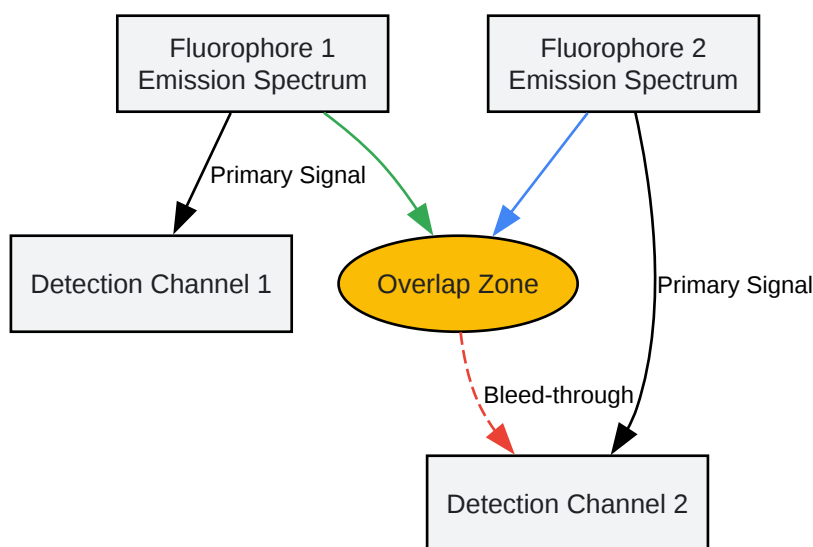 Fluorophore 1
Emission Spectrum
Fluorophore 2
Emission Spectrum
Primary Signal
Detection Channel 1
Overlap Zone
Primary Signal
Bleed-through
Detection Channel 2